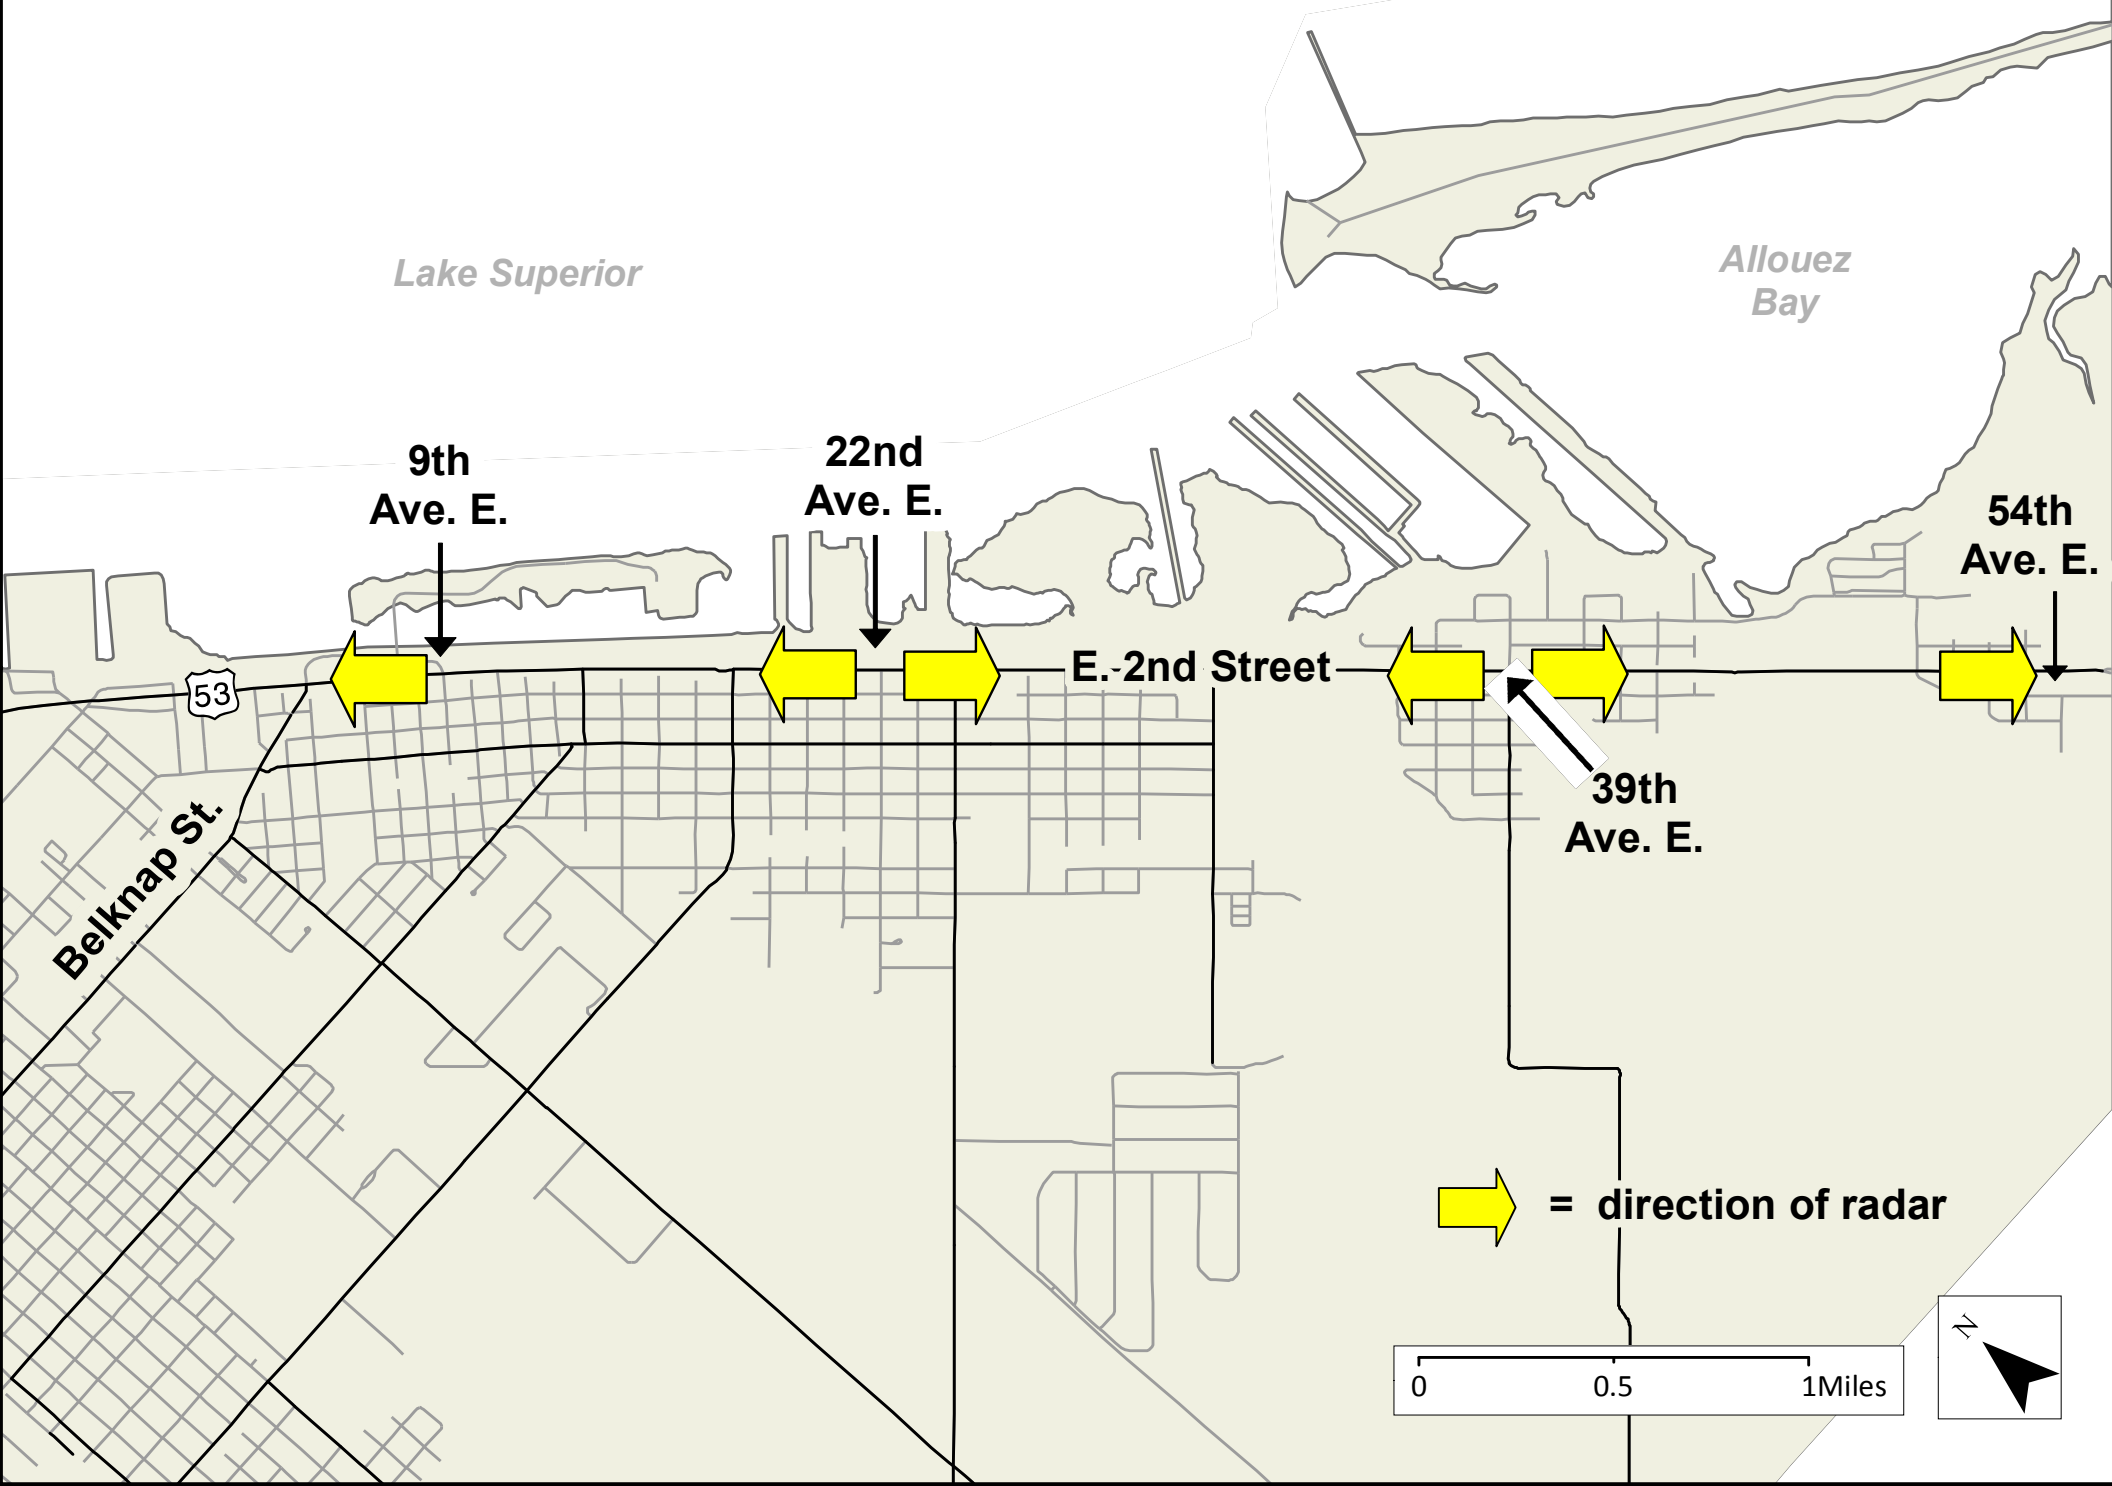 Lake Superior
Allouez
Bay
9th
Ave. E.
22nd
Ave. E.
54th
Ave. E.
E. 2nd Street
53
39th
Ave. E.
Belknap St.
= direction of radar
N
0 0.5 1Miles